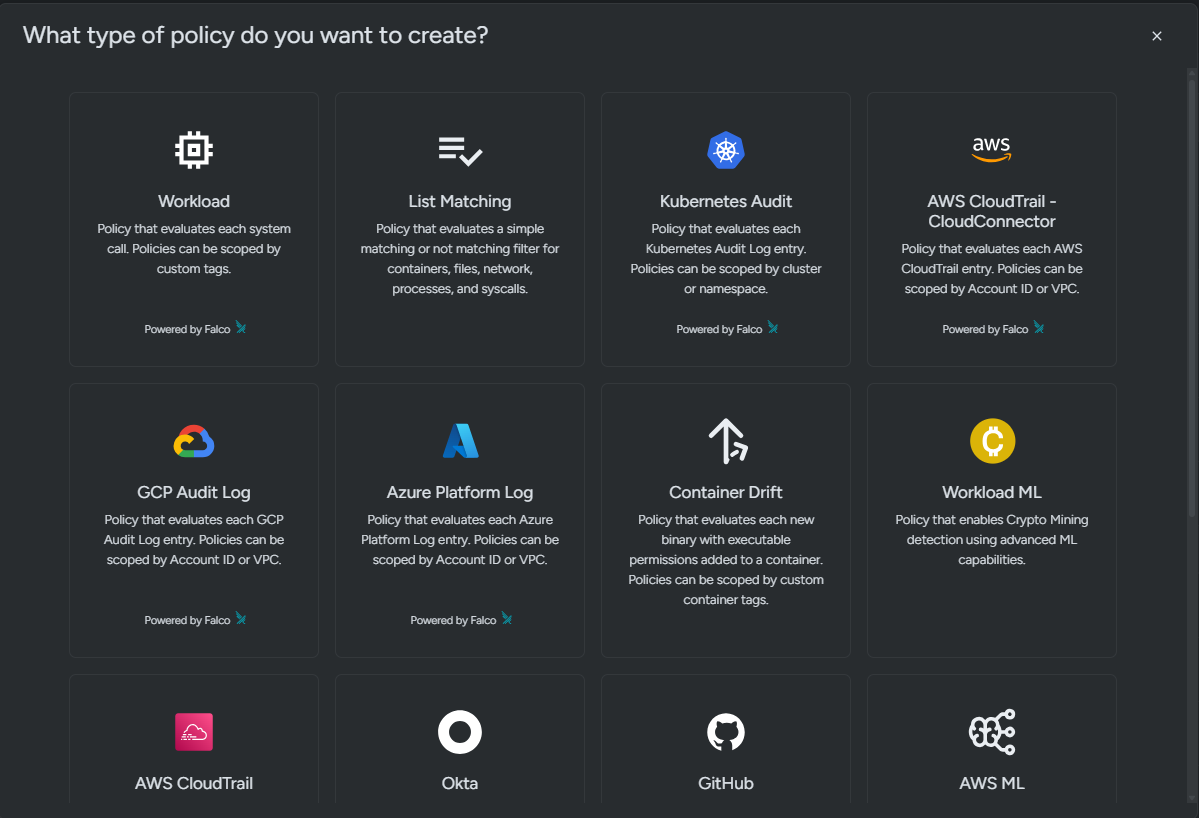 What type of policy do you want to create?
aws
Workload
Policy that evaluates each system
call. Policies can be scoped by
custom tags.
Powered by Falco
List Matching
Policy that evaluates a simple
matching or not matching filter for
containers, files, network,
processes, and syscalls.
Kubernetes Audit
Policy that evaluates each
Kubernetes Audit Log entry.
Policies can be scoped by cluster
or namespace.
Powered by Falco
AWS CloudTrail -
CloudConnector
Policy that evaluates each AWS
CloudTrail entry. Policies can be
scoped by Account ID or VPC.
Powered by Falco
GCP Audit Log
Policy that evaluates each GCP
Audit Log entry. Policies can be
scoped by Account ID or VPC.
Powered by Falco
Azure Platform Log
Policy that evaluates each Azure
Platform Log entry. Policies can be
scoped by Account ID or VPC.
Powered by Falco
Container Drift
Policy that evaluates each new
binary with executable
permissions added to a container.
Policies can be scoped by custom
container tags.
Workload ML
Policy that enables Crypto Mining
detection using advanced ML
capabilities.
AWS CloudTrail
Okta
GitHub
AWS ML